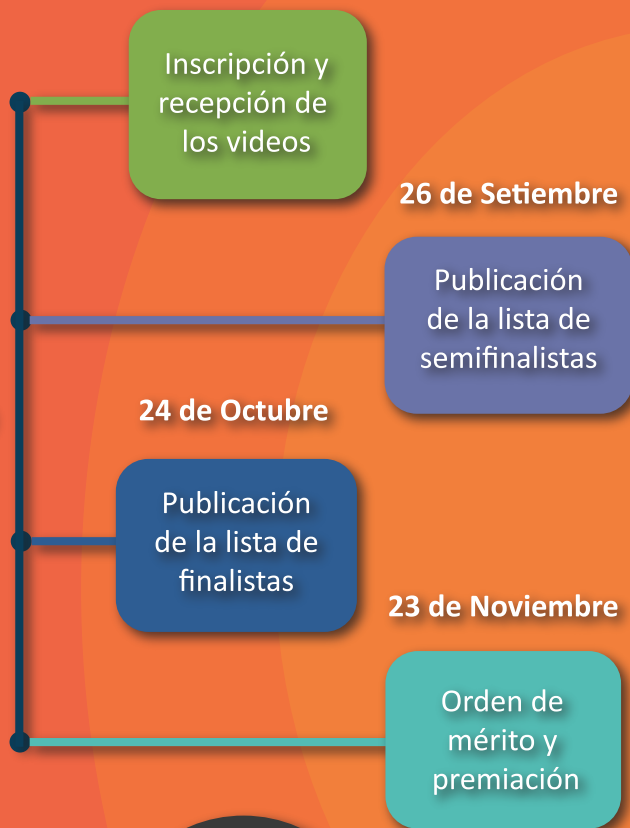 Inscripción y
recepción de
los videos
26 de Setiembre
Publicación
de la lista de
semifinalistas
24 de Octubre
Publicación
de la lista de
finalistas
23 de Noviembre
Orden de
mérito y
premiación